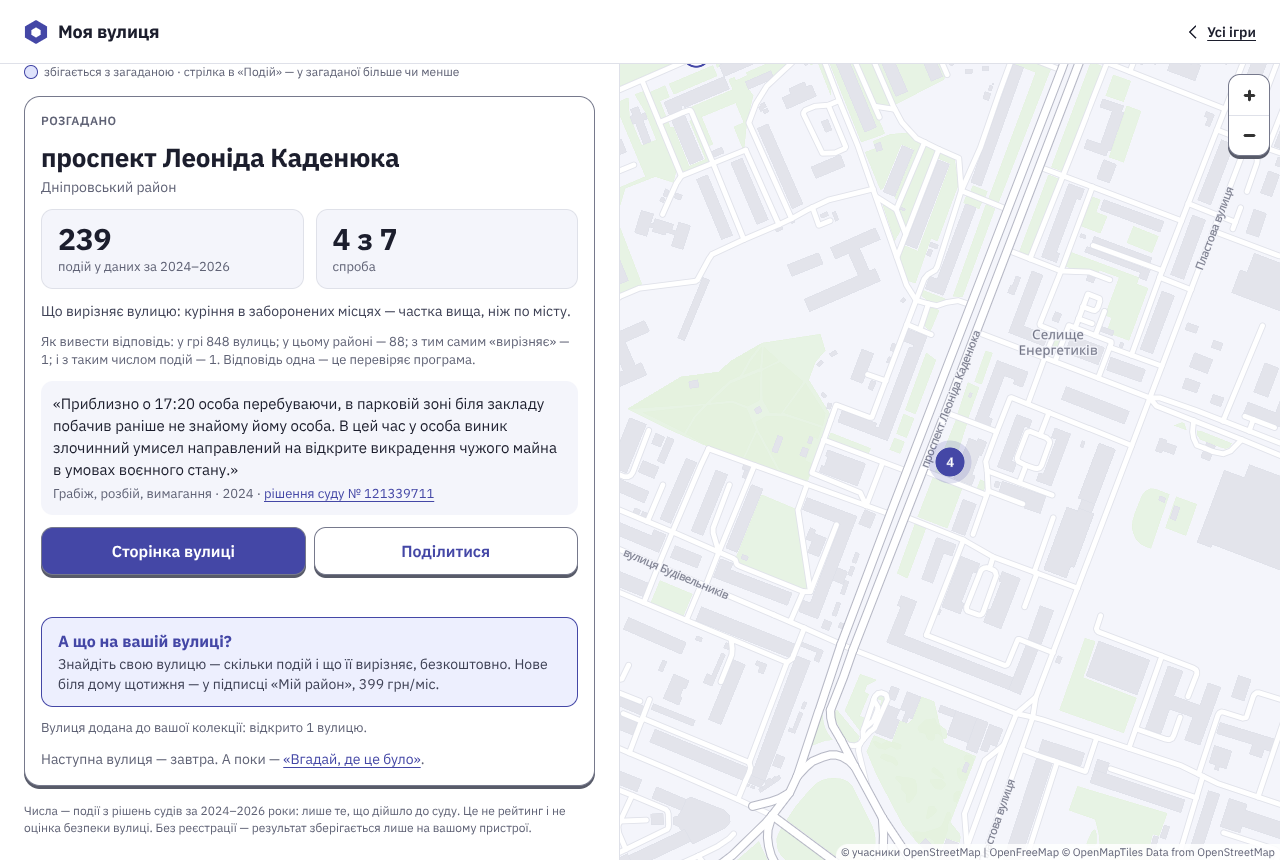 Моя вулиця
Усі ігри
збігається з загаданою · стрілка в «Подій» — у загаданої більше чи менше
РОЗГАДАНО
проспект Леоніда Каденюка
Дніпровський район
239
подій у даних за 2024–2026
4 з 7
спроба
Що вирізняє вулицю: куріння в заборонених місцях — частка вища, ніж по місту.
Як вивести відповідь: у грі 848 вулиць; у цьому районі — 88; з тим самим «вирізняє» —
1; і з таким числом подій — 1. Відповідь одна — це перевіряє програма.
«Приблизно о 17:20 особа перебуваючи, в парковій зоні біля закладу
побачив раніше не знайому йому особа. В цей час у особа виник
злочинний умисел направлений на відкрите викрадення чужого майна
в умовах воєнного стану.»
Грабіж, розбій, вимагання · 2024 · рішення суду № 121339711
Сторінка вулиці
Поділитися
А що на вашій вулиці?
Знайдіть свою вулицю — скільки подій і що її вирізняє, безкоштовно. Нове
біля дому щотижня — у підписці «Мій район», 399 грн/міс.
Вулиця додана до вашої колекції: відкрито 1 вулицю.
Наступна вулиця — завтра. А поки — «Вгадай, де це було».
Числа — події з рішень судів за 2024–2026 роки: лише те, що дійшло до суду. Це не рейтинг і не
оцінка безпеки вулиці. Без реєстрації — результат зберігається лише на вашому пристрої.
+
−
Пластова вулиця
Селище
Енергетиків
проспект Леоніда Каденюка
4
вулиця Будівельників
стова вулиця
© учасники OpenStreetMap | OpenFreeMap © OpenMapTiles Data from OpenStreetMap